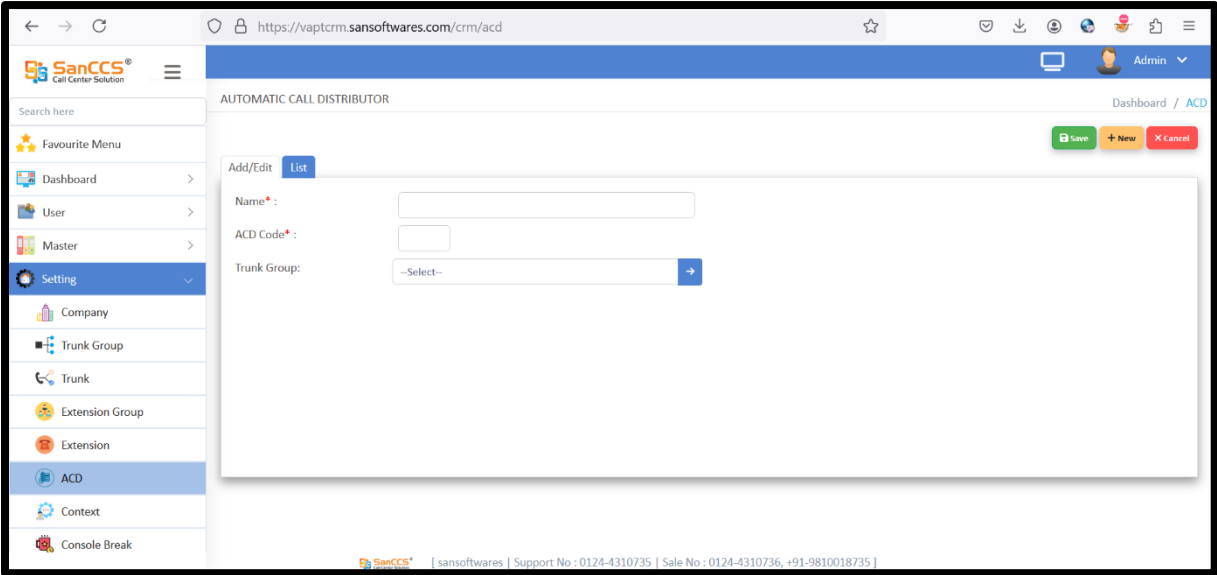 https://vaptcrm.sansoftwares.com/crm/acd
SanCCS®
Call Center Solution
Admin
Search here
AUTOMATIC CALL DISTRIBUTOR
Dashboard / ACD
Save
+ New
X Cancel
Favourite Menu
Dashboard
User
Master
Setting
Company
Trunk Group
Trunk
Extension Group
Extension
ACD
Context
Console Break
Add/Edit
List
Name* :
ACD Code* :
Trunk Group:
--Select--
SanCCS® [ sansoftwares | Support No : 0124-4310735 | Sale No : 0124-4310736, +91-9810018735 ]
Call Center Solution